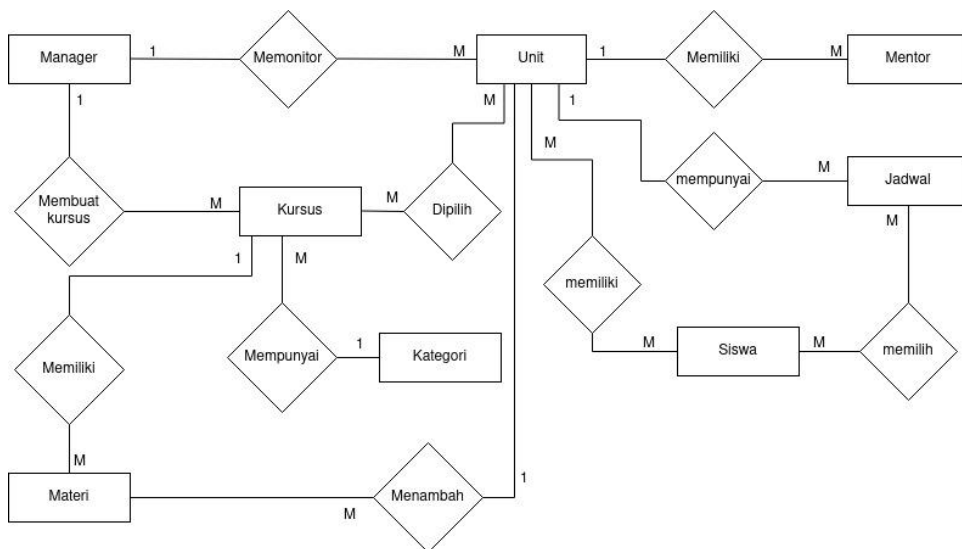 Manager
1
Memonitor
M
Unit
1
Memiliki
M
Mentor
1
M
M
1
M
mempunyai
M
Jadwal
M
Membuat
kursus
M
Kursus
M
Dipilih
1
M
memiliki
M
Siswa
M
memilih
Memiliki
Mempunyai
1
Kategori
M
Materi
M
Menambah
1